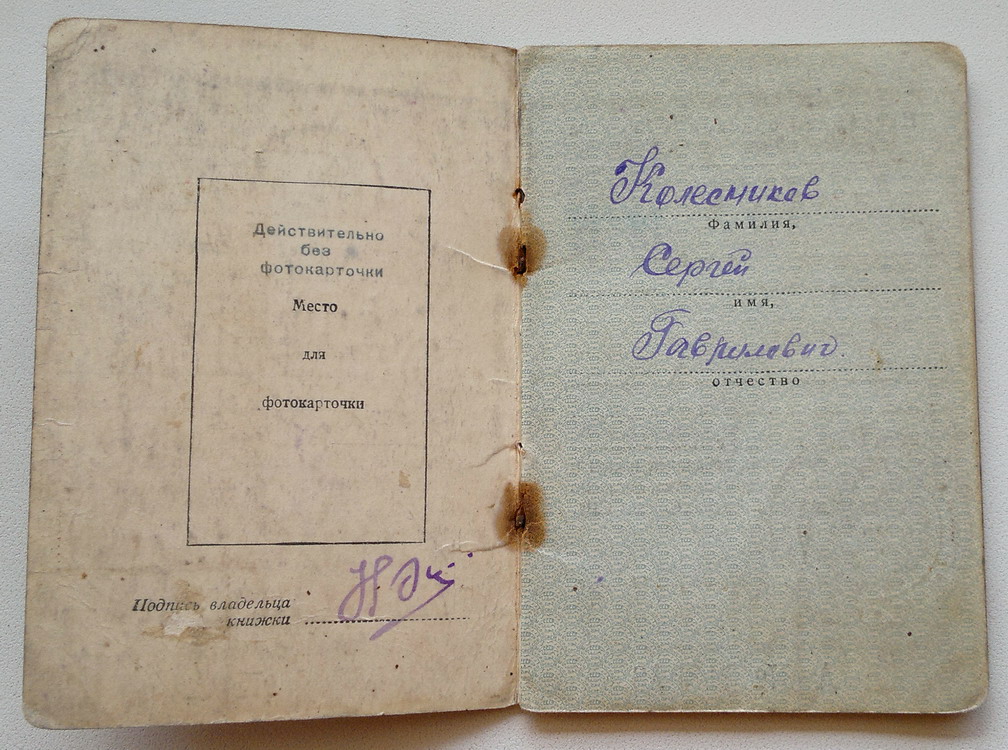 Действительно
без
фотокарточки
Место
для
фотокарточки
Подпись владельца
книжки
Колесников
Фамилия,
Сергей
имя,
Гаврилович
отчество